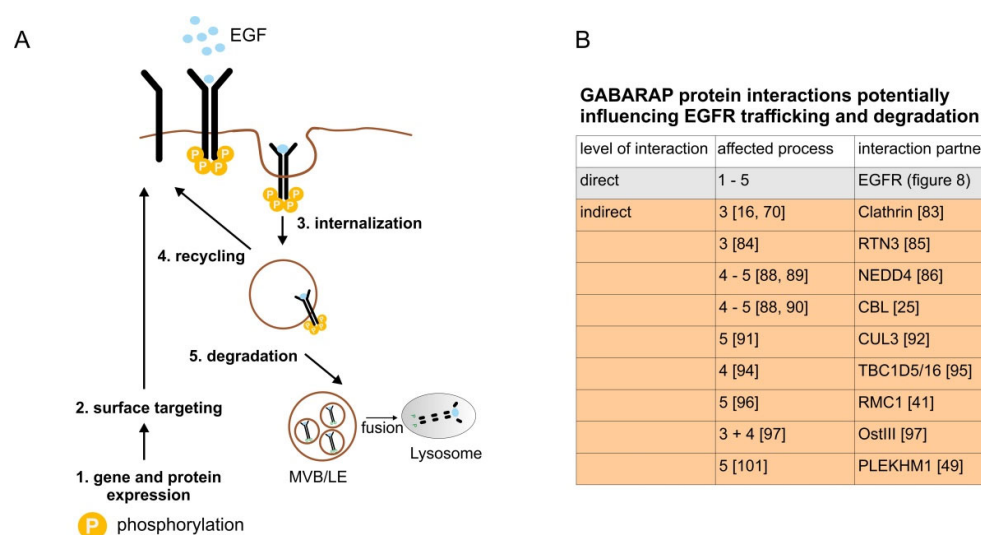 A
EGF
P P P P
P P P P
3. internalization
4. recycling
P P P P
5. degradation
2. surface targeting
fusion
Lysosome
MVB/LE
1. gene and protein
expression
P phosphorylation
B
GABARAP protein interactions potentially
influencing EGFR trafficking and degradation
level of interaction affected process interaction partne
direct 1 - 5 EGFR (figure 8)
indirect 3 [16, 70] Clathrin [83]
3 [84] RTN3 [85]
4 - 5 [88, 89] NEDD4 [86]
4 - 5 [88, 90] CBL [25]
5 [91] CUL3 [92]
4 [94] TBC1D5/16 [95]
5 [96] RMC1 [41]
3 + 4 [97] OstIII [97]
5 [101] PLEKHM1 [49]